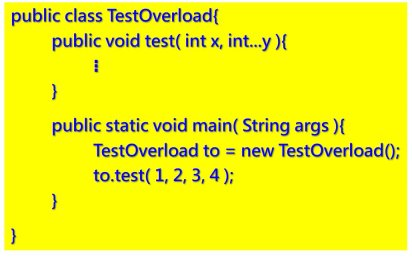 public class TestOverload{
public void test( int x, int...y ){
⋮
}
public static void main( String args ){
TestOverload to = new TestOverload();
to.test( 1, 2, 3, 4 );
}
}